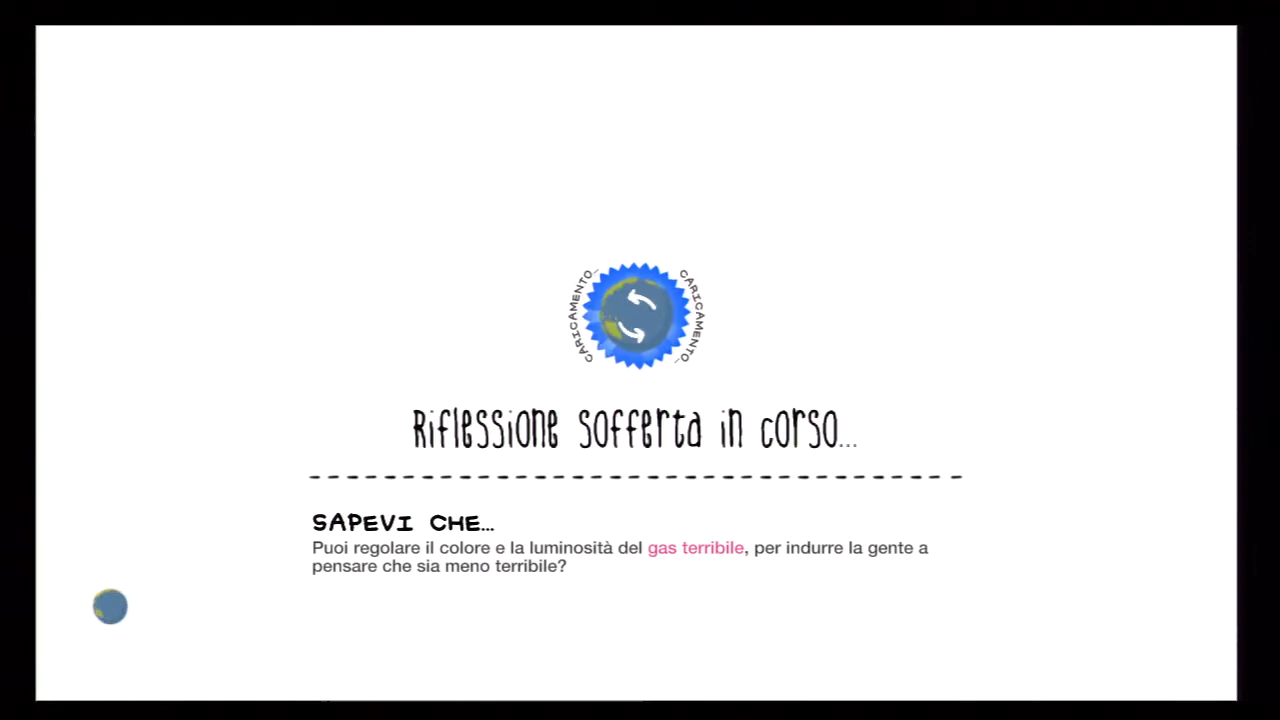 CARICAMENTO...
CARICAMENTO...
Riflessione sofferta in corso...
SAPEVI CHE...
Puoi regolare il colore e la luminosità del gas terribile, per indurre la gente a
pensare che sia meno terribile?